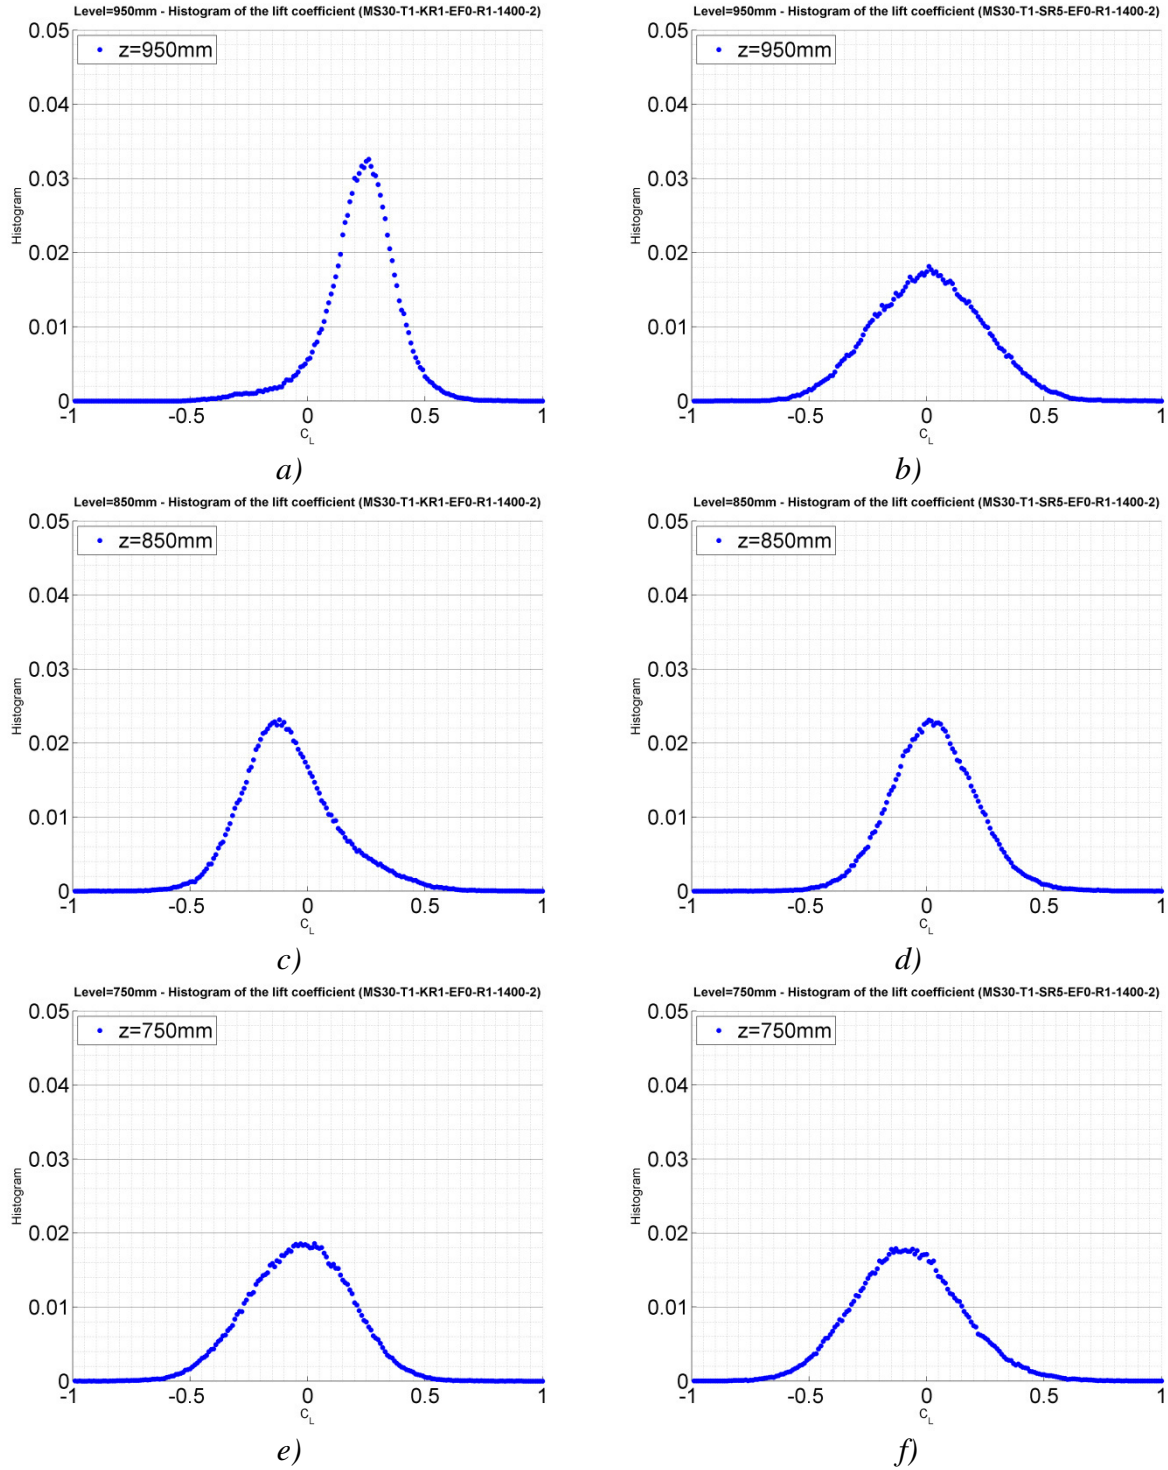 Level=950mm - Histogram of the lift coefficient (MS30-T1-KR1-EF0-R1-1400-2)
0.05
z=950mm
0.04
0.03
Histogram
0.02
0.01
0
-1 -0.5 0 0.5 1
C_L
a)
Level=950mm - Histogram of the lift coefficient (MS30-T1-SR5-EF0-R1-1400-2)
0.05
z=950mm
0.04
0.03
Histogram
0.02
0.01
0
-1 -0.5 0 0.5 1
C_L
b)
Level=850mm - Histogram of the lift coefficient (MS30-T1-KR1-EF0-R1-1400-2)
0.05
z=850mm
0.04
0.03
Histogram
0.02
0.01
0
-1 -0.5 0 0.5 1
C_L
c)
Level=850mm - Histogram of the lift coefficient (MS30-T1-SR5-EF0-R1-1400-2)
0.05
z=850mm
0.04
0.03
Histogram
0.02
0.01
0
-1 -0.5 0 0.5 1
C_L
d)
Level=750mm - Histogram of the lift coefficient (MS30-T1-KR1-EF0-R1-1400-2)
0.05
z=750mm
0.04
0.03
Histogram
0.02
0.01
0
-1 -0.5 0 0.5 1
C_L
e)
Level=750mm - Histogram of the lift coefficient (MS30-T1-SR5-EF0-R1-1400-2)
0.05
z=750mm
0.04
0.03
Histogram
0.02
0.01
0
-1 -0.5 0 0.5 1
C_L
f)